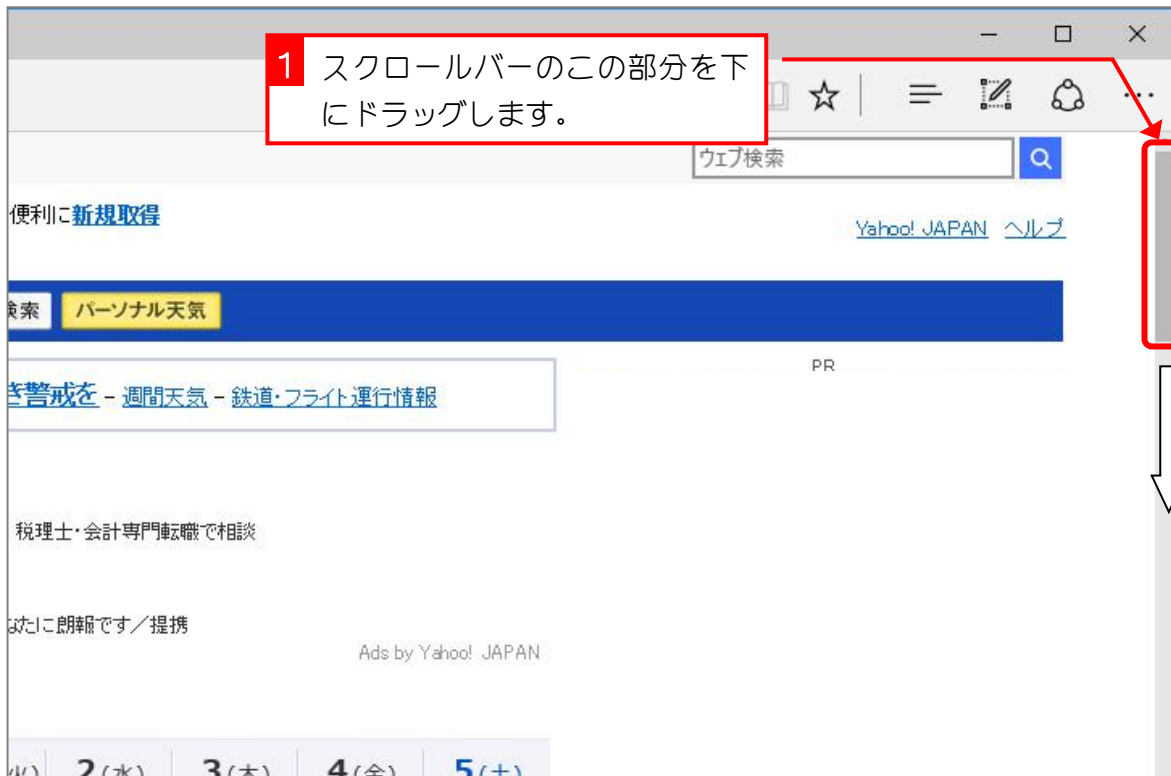 1 スクロールバーのこの部分を下
にドラッグします。
ウェブ検索
便利に新規取得
Yahoo! JAPAN ヘルプ
検索 パーソナル天気
PR
警戒を - 週間天気 - 鉄道・フライト運行情報
税理士・会計専門転職で相談
なたに朗報です／提携
Ads by Yahoo! JAPAN
(火) 2(水) 3(木) 4(金) 5(土)